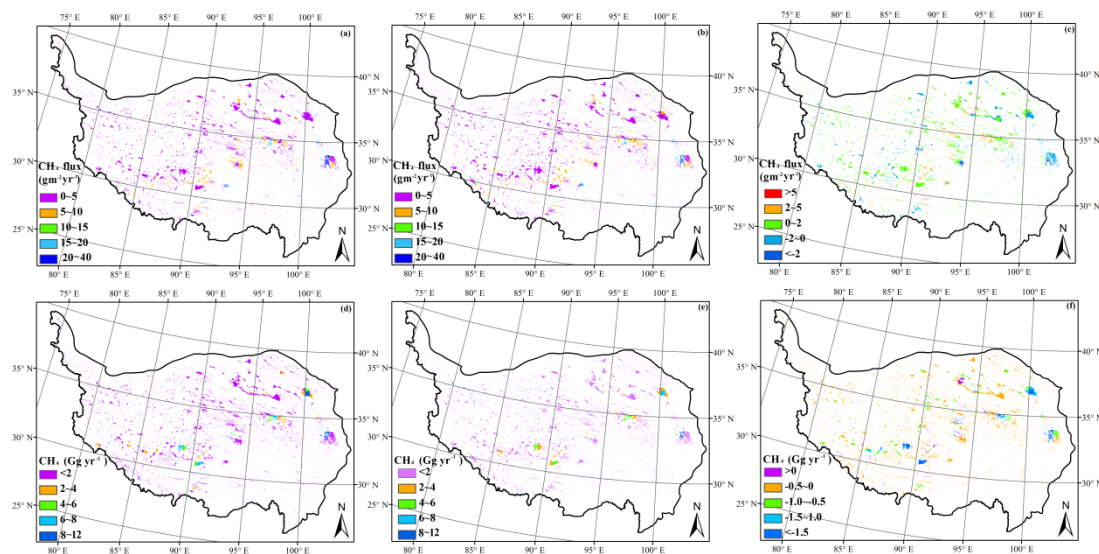 75° E 80° E 85° E 90° E 95° E 100° E
(a)
40° N
35° N
35° N
30° N
30° N
25° N
CH₄ flux
(gm⁻²yr⁻¹)
0~5
5~10
10~15
15~20
20~40
N
80° E 85° E 90° E 95° E 100° E
75° E 80° E 85° E 90° E 95° E 100° E
(b)
40° N
35° N
35° N
30° N
30° N
25° N
CH₄ flux
(gm⁻²yr⁻¹)
0~5
5~10
10~15
15~20
20~40
N
80° E 85° E 90° E 95° E 100° E
75° E 80° E 85° E 90° E 95° E 100° E
(c)
40° N
35° N
35° N
30° N
30° N
25° N
CH₄ flux
(gm⁻²yr⁻¹)
>5
2~5
0~2
-2~0
<-2
N
80° E 85° E 90° E 95° E 100° E
75° E 80° E 85° E 90° E 95° E 100° E
(d)
40° N
35° N
35° N
30° N
30° N
25° N
CH₄ (Gg yr⁻¹)
<2
2~4
4~6
6~8
8~12
N
80° E 85° E 90° E 95° E 100° E
75° E 80° E 85° E 90° E 95° E 100° E
(e)
40° N
35° N
35° N
30° N
30° N
25° N
CH₄ (Gg yr⁻¹)
<2
2~4
4~6
6~8
8~12
N
80° E 85° E 90° E 95° E 100° E
75° E 80° E 85° E 90° E 95° E 100° E
(f)
40° N
35° N
35° N
30° N
30° N
25° N
CH₄ (Gg yr⁻¹)
>0
-0.5~0
-1.0~-0.5
-1.5~1.0
<-1.5
N
80° E 85° E 90° E 95° E 100° E